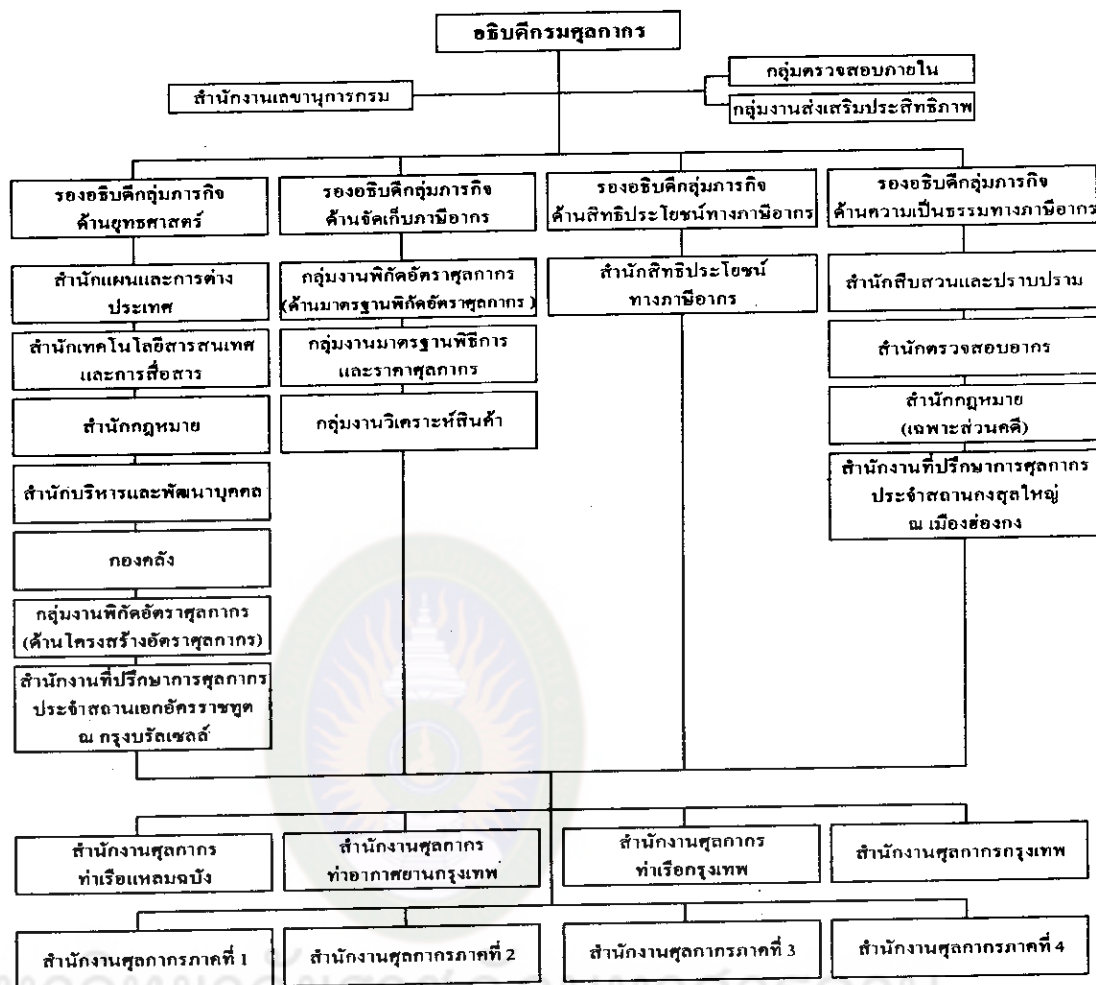 อธิบดีกรมศุลกากร
กลุ่มตรวจสอบภายใน
สำนักงานเลขานุการกรม
กลุ่มงานส่งเสริมประสิทธิภาพ
รองอธิบดีกลุ่มภารกิจ
ด้านยุทธศาสตร์
รองอธิบดีกลุ่มภารกิจ
ด้านจัดเก็บภาษีอากร
รองอธิบดีกลุ่มภารกิจ
ด้านสิทธิประโยชน์ทางภาษีอากร
รองอธิบดีกลุ่มภารกิจ
ด้านความเป็นธรรมทางภาษีอากร
สำนักแผนและการต่าง
ประเทศ
สำนักเทคโนโลยีสารสนเทศ
และการสื่อสาร
สำนักกฎหมาย
สำนักบริหารและพัฒนาบุคคล
กองคลัง
กลุ่มงานพิกัดอัตราศุลกากร
(ด้านโครงสร้างอัตราศุลกากร)
สำนักงานที่ปรึกษาการศุลกากร
ประจำสถานเอกอัครราชทูต
ณ กรุงบรัลเซลล์
กลุ่มงานพิกัดอัตราศุลกากร
(ด้านมาตรฐานพิกัดอัตราศุลกากร)
กลุ่มงานมาตรฐานพิธีการ
และราคาศุลกากร
กลุ่มงานวิเคราะห์สินค้า
สำนักสิทธิประโยชน์
ทางภาษีอากร
สำนักสืบสวนและปราบปราม
สำนักตรวจสอบอากร
สำนักกฎหมาย
(เฉพาะส่วนคดี)
สำนักงานที่ปรึกษาการศุลกากร
ประจำสถานกงสุลใหญ่
ณ เมืองฮ่องกง
สำนักงานศุลกากร
ท่าเรือแหลมฉบัง
สำนักงานศุลกากร
ท่าอากาศยานกรุงเทพ
สำนักงานศุลกากร
ท่าเรือกรุงเทพ
สำนักงานศุลกากรกรุงเทพ
สำนักงานศุลกากรภาคที่ 1
สำนักงานศุลกากรภาคที่ 2
สำนักงานศุลกากรภาคที่ 3
สำนักงานศุลกากรภาคที่ 4